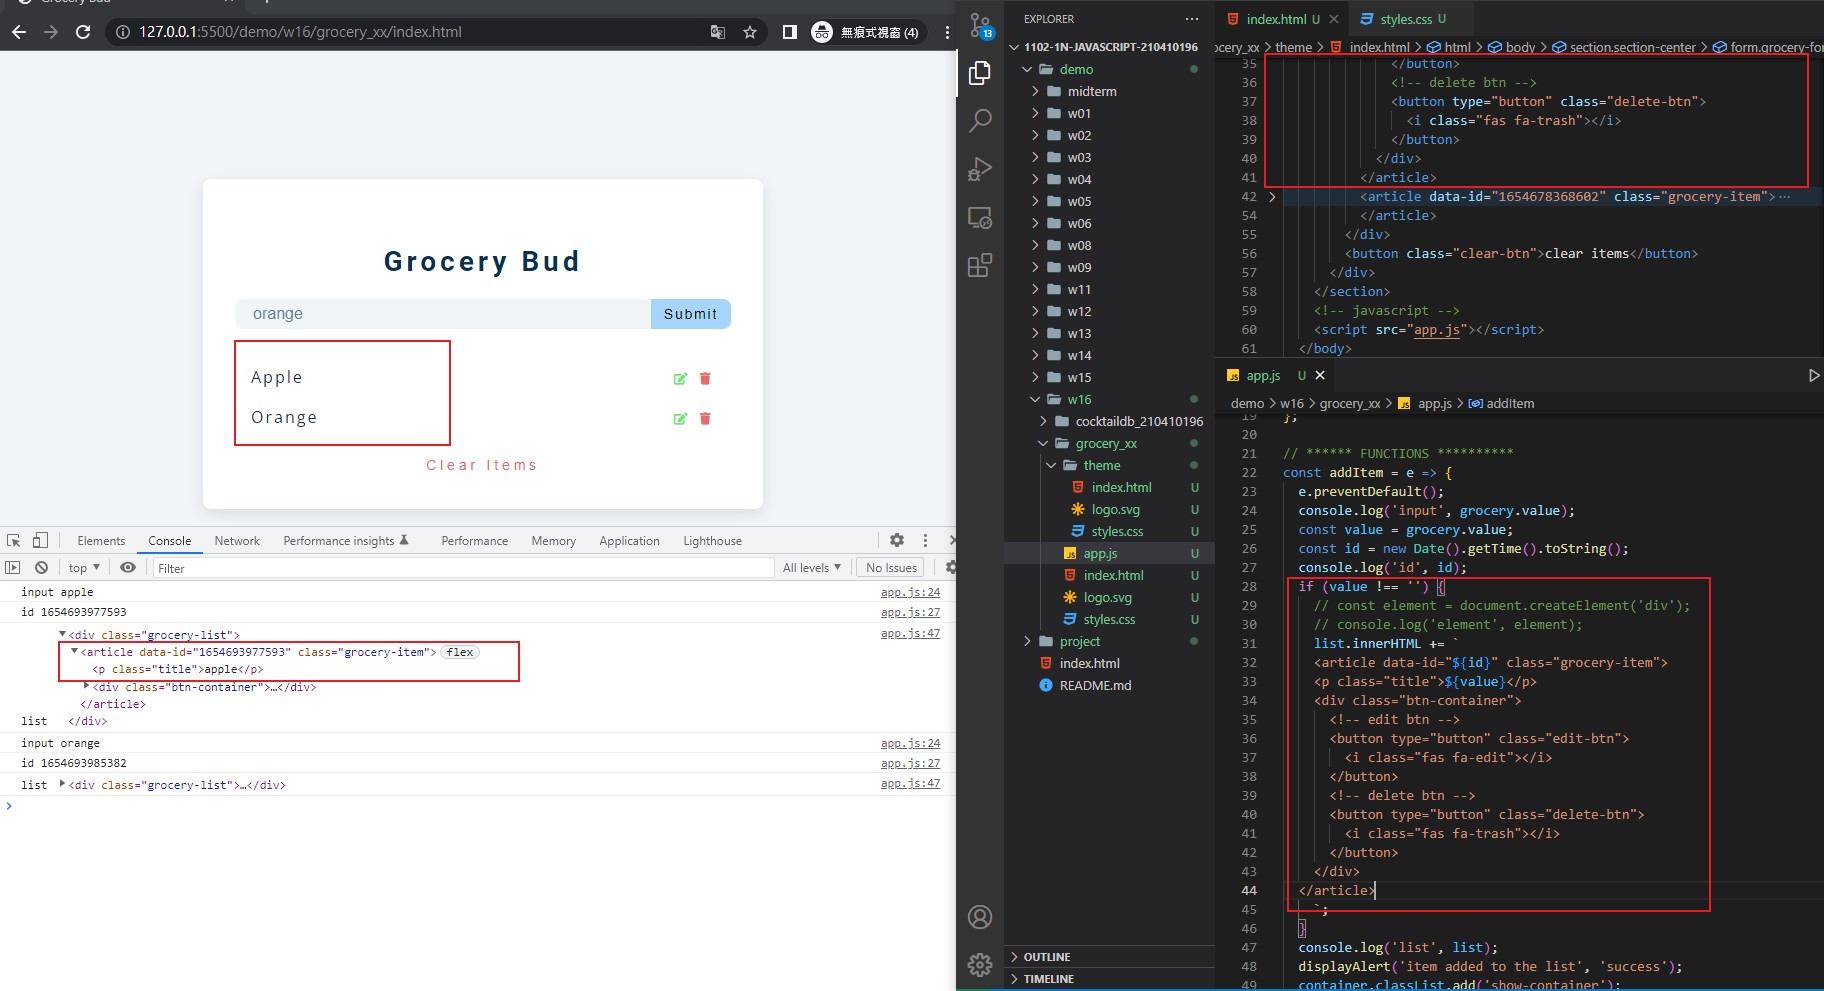 Grocery Bud
127.0.0.1:5500/demo/w16/grocery_xx/index.html
無痕式視窗 (4)
Grocery Bud
orange
Submit
Apple
Orange
Clear Items
Elements
Console
Network
Performance insights
Performance
Memory
Application
Lighthouse
top
Filter
All levels
No Issues
input apple
app.js:24
id 1654693977593
app.js:27
<div class="grocery-list">
app.js:47
<article data-id="1654693977593" class="grocery-item"> flex
<p class="title">apple</p>
<div class="btn-container">…</div>
</article>
list </div>
input orange
app.js:24
id 1654693985382
app.js:27
list <div class="grocery-list">…</div>
app.js:47
13
EXPLORER
1102-1N-JAVASCRIPT-210410196
demo
midterm
w01
w02
w03
w04
w05
w06
w08
w09
w11
w12
w13
w14
w15
w16
cocktaildb_210410196
grocery_xx
theme
index.html U
logo.svg U
styles.css U
app.js U
index.html U
logo.svg U
styles.css U
project
index.html
README.md
OUTLINE
TIMELINE
index.html U
styles.css U
ocery_xx > theme > index.html > html > body > section.section-center > form.grocery-for
35 </button>
36 <!-- delete btn -->
37 <button type="button" class="delete-btn">
38 <i class="fas fa-trash"></i>
39 </button>
40 </div>
41 </article>
42 <article data-id="1654678368602" class="grocery-item">…
54 </article>
55 </div>
56 <button class="clear-btn">clear items</button>
57 </div>
58 </section>
59 <!-- javascript -->
60 <script src="app.js"></script>
61 </body>
JS app.js U
demo > w16 > grocery_xx > JS app.js > addItem
19 };
20
21 // ****** FUNCTIONS **********
22 const addItem = e => {
23 e.preventDefault();
24 console.log('input', grocery.value);
25 const value = grocery.value;
26 const id = new Date().getTime().toString();
27 console.log('id', id);
28 if (value !== '') {
29 // const element = document.createElement('div');
30 // console.log('element', element);
31 list.innerHTML += `
32 <article data-id="${id}" class="grocery-item">
33 <p class="title">${value}</p>
34 <div class="btn-container">
35 <!-- edit btn -->
36 <button type="button" class="edit-btn">
37 <i class="fas fa-edit"></i>
38 </button>
39 <!-- delete btn -->
40 <button type="button" class="delete-btn">
41 <i class="fas fa-trash"></i>
42 </button>
43 </div>
44 </article>
45 `;
46 }
47 console.log('list', list);
48 displayAlert('item added to the list', 'success');
49 container.classList.add('show-container');